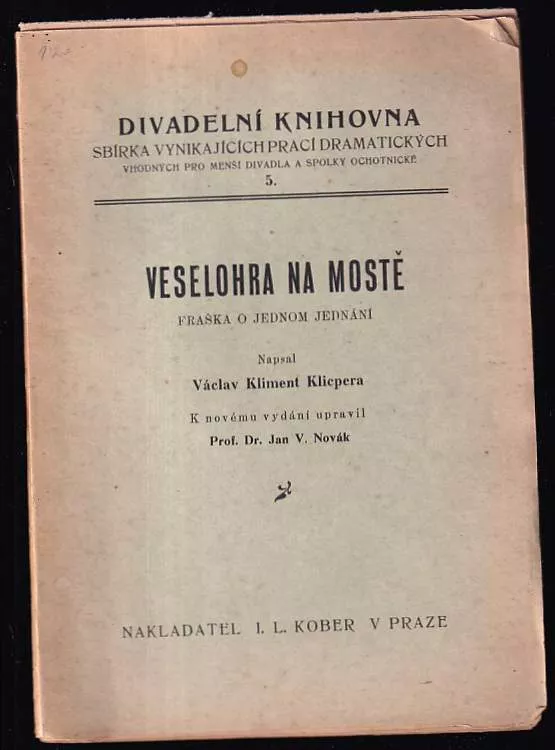 DIVADELNÍ KNIHOVNA
SBÍRKA VYNIKAJÍCÍCH PRACÍ DRAMATICKÝCH
VHODNÝCH PRO MENŠÍ DIVADLA A SPOLKY OCHOTNICKÉ
5.
VESELOHRA NA MOSTĚ
FRAŠKA O JEDNOM JEDNÁNÍ
Napsal
Václav Kliment Klicpera
K novému vydání upravil
Prof. Dr. Jan V. Novák
NAKLADATEL I. L. KOBER V PRAZE